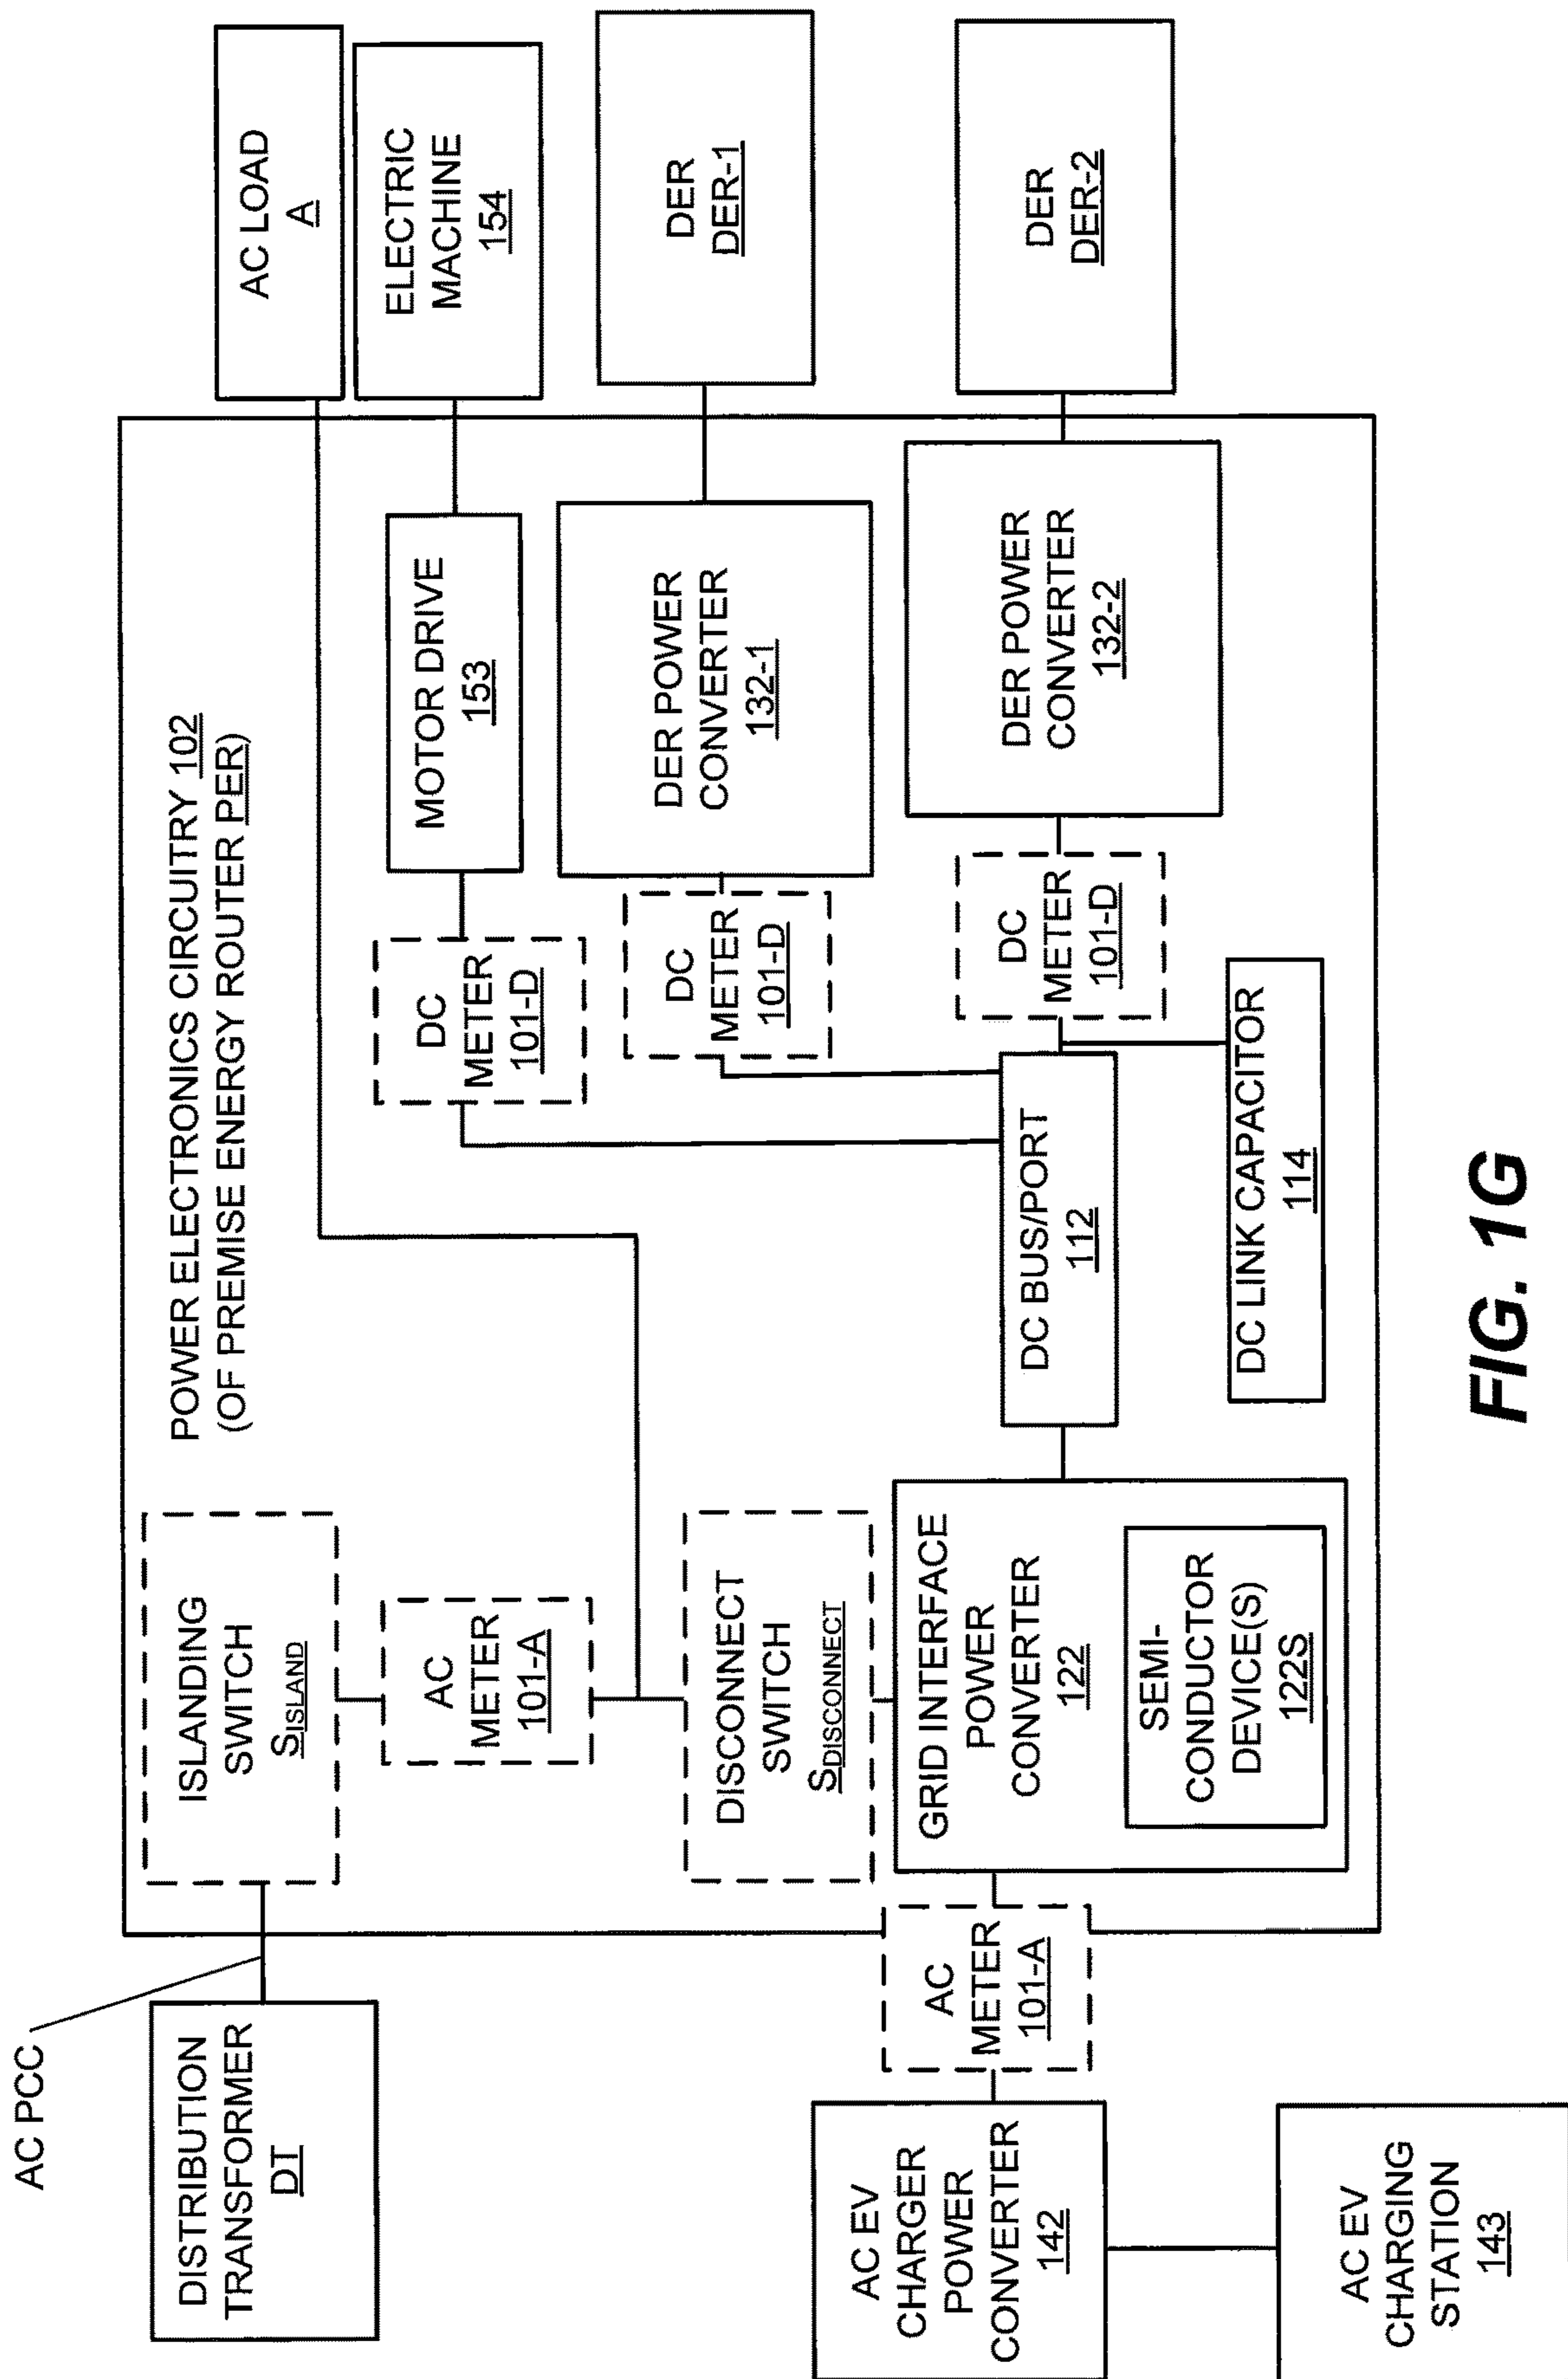 AC PCC
DISTRIBUTION
TRANSFORMER
DT
ISLANDING
SWITCH
SISLAND
AC
METER
101-A
POWER ELECTRONICS CIRCUITRY 102
(OF PREMISE ENERGY ROUTER PER)
AC LOAD
A
ELECTRIC
MACHINE
154
MOTOR DRIVE
153
DC
METER
101-D
DER
DER-1
DER POWER
CONVERTER
132-1
DC
METER
101-D
DISCONNECT
SWITCH
SDISCONNECT
DER
DER-2
DER POWER
CONVERTER
132-2
DC
METER
101-D
DC BUS/PORT
112
DC LINK CAPACITOR
114
GRID INTERFACE
POWER
CONVERTER
122
SEMI-
CONDUCTOR
DEVICE(S)
122S
AC
METER
101-A
AC EV
CHARGER
POWER
CONVERTER
142
AC EV
CHARGING
STATION
143
FIG. 1G